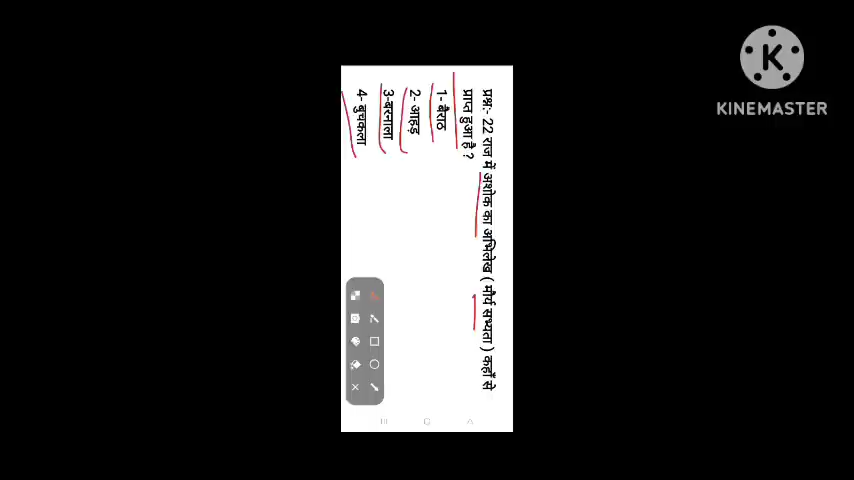 प्रश्न:- 22 राज में अशोक का अभिलेख ( मौर्य सभ्यता ) कहाँ से
प्राप्त हुआ है ?
1- बैराठ
2- आहड़
3-बरनाला
4- बुचकला
KINEMASTER